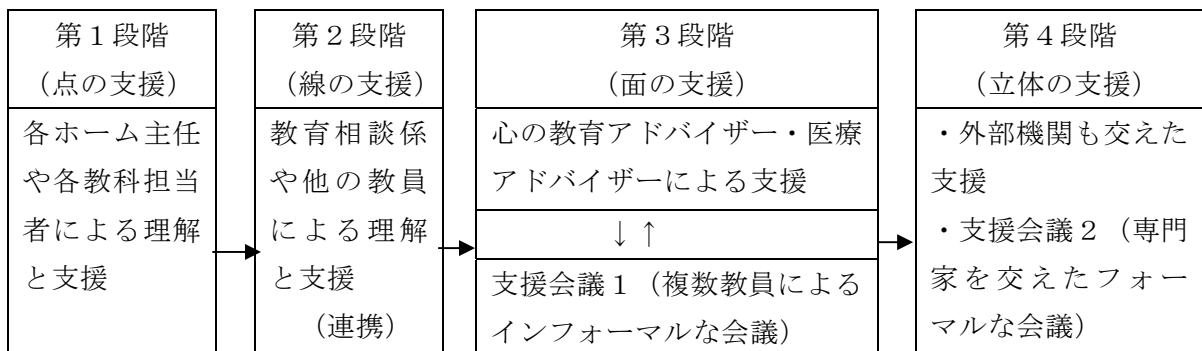 第１段階
（点の支援）
各ホーム主任
や各教科担当
者による理解
と支援
第２段階
（線の支援）
教育相談係
や他の教員
による理解
と支援
（連携）
第３段階
（面の支援）
心の教育アドバイザー・医療
アドバイザーによる支援
↓↑
支援会議１（複数教員による
インフォーマルな会議）
第４段階
（立体の支援）
・外部機関も交えた
支援
・支援会議２（専門
家を交えたフォー
マルな会議）